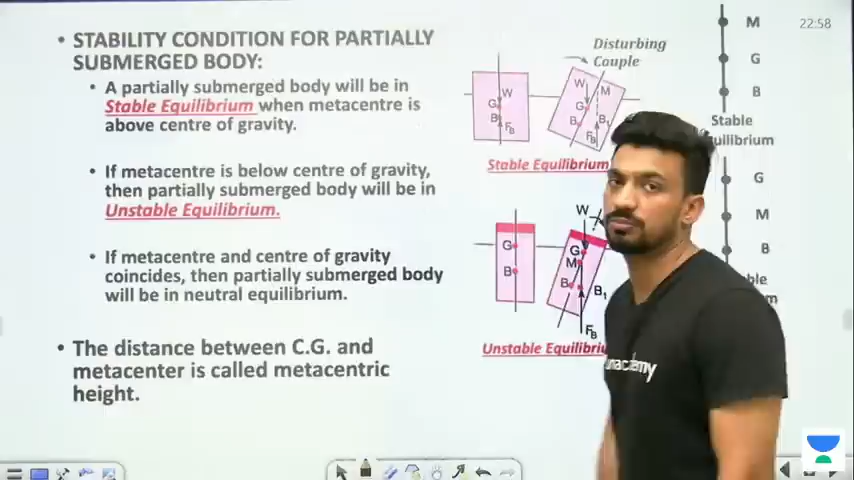 • STABILITY CONDITION FOR PARTIALLY
SUBMERGED BODY:
• A partially submerged body will be in
Stable Equilibrium when metacentre is
above centre of gravity.
• If metacentre is below centre of gravity,
then partially submerged body will be in
Unstable Equilibrium.
• If metacentre and centre of gravity
coincides, then partially submerged body
will be in neutral equilibrium.
• The distance between C.G. and
metacenter is called metacentric
height.
Disturbing
Couple
W
G
B
FB
W
M
G
B
B1
FB
Stable Equilibrium
G
B
W
G
M
B
B1
FB
Unstable Equilibriu
M
G
B
Stable
G
M
B
22:58
unacademy